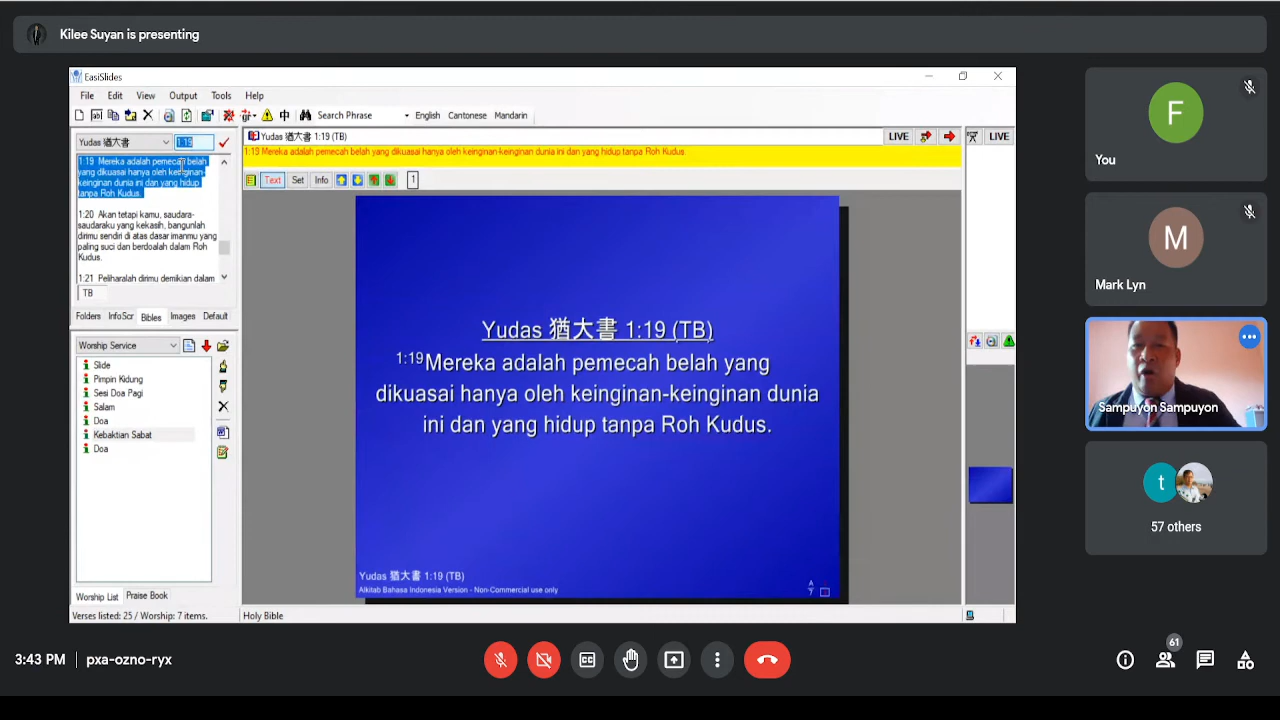 Kilee Suyan is presenting
EasiSlides
File Edit View Output Tools Help
Search Phrase English Cantonese Mandarin
Yudas 猶大書 1:19
1:19 Mereka adalah pemecah belah
yang dikuasai hanya oleh keinginan-
keinginan dunia ini dan yang hidup
tanpa Roh Kudus.
1:20 Akan tetapi kamu, saudara-
saudaraku yang kekasih, bangunlah
dirimu sendiri di atas dasar imanmu yang
paling suci dan berdoalah dalam Roh
Kudus.
1:21 Peliharalah dirimu demikian dalam
TB
Folders InfoScr Bibles Images Default
Worship Service
Slide
Pimpin Kidung
Sesi Doa Pagi
Salam
Doa
Kebaktian Sabat
Doa
Worship List Praise Book
Verses listed: 25 / Worship: 7 items.
Holy Bible
Yudas 猶大書 1:19 (TB)
LIVE
LIVE
1:19 Mereka adalah pemecah belah yang dikuasai hanya oleh keinginan-keinginan dunia ini dan yang hidup tanpa Roh Kudus
Text Set Info 1
Yudas 猶大書 1:19 (TB)
1:19Mereka adalah pemecah belah yang
dikuasai hanya oleh keinginan-keinginan dunia
ini dan yang hidup tanpa Roh Kudus.
Yudas 猶大書 1:19 (TB)
Alkitab Bahasa Indonesia Version - Non-Commercial use only
F
You
M
Mark Lyn
Sampuyon Sampuyon
t
57 others
3:43 PM | pxa-ozno-ryx
61